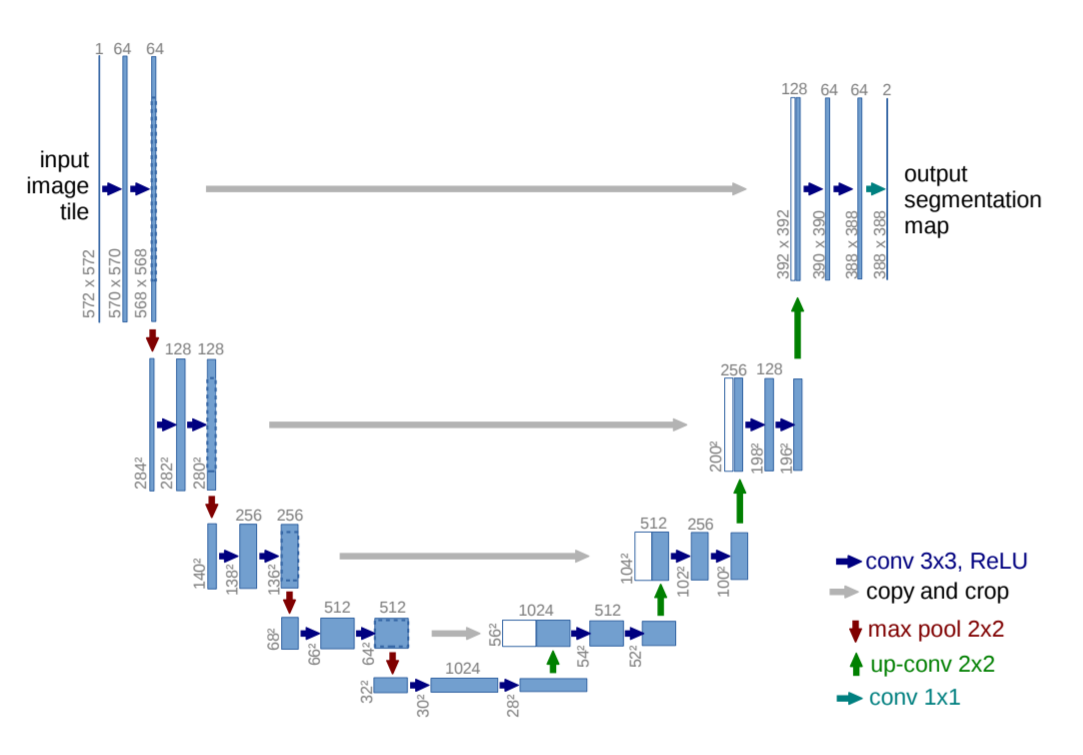 1 64 64
128 64 64 2
input
image
tile
output
segmentation
map
572 x 572
570 x 570
568 x 568
392 x 392
390 x 390
388 x 388
388 x 388
128 128
256 128
284²
282²
280²
200²
198²
196²
256 256
512 256
140²
138²
136²
104²
102²
100²
512 512
1024 512
68²
66²
64²
56²
54²
52²
1024
32²
30²
28²
conv 3x3, ReLU
copy and crop
max pool 2x2
up-conv 2x2
conv 1x1